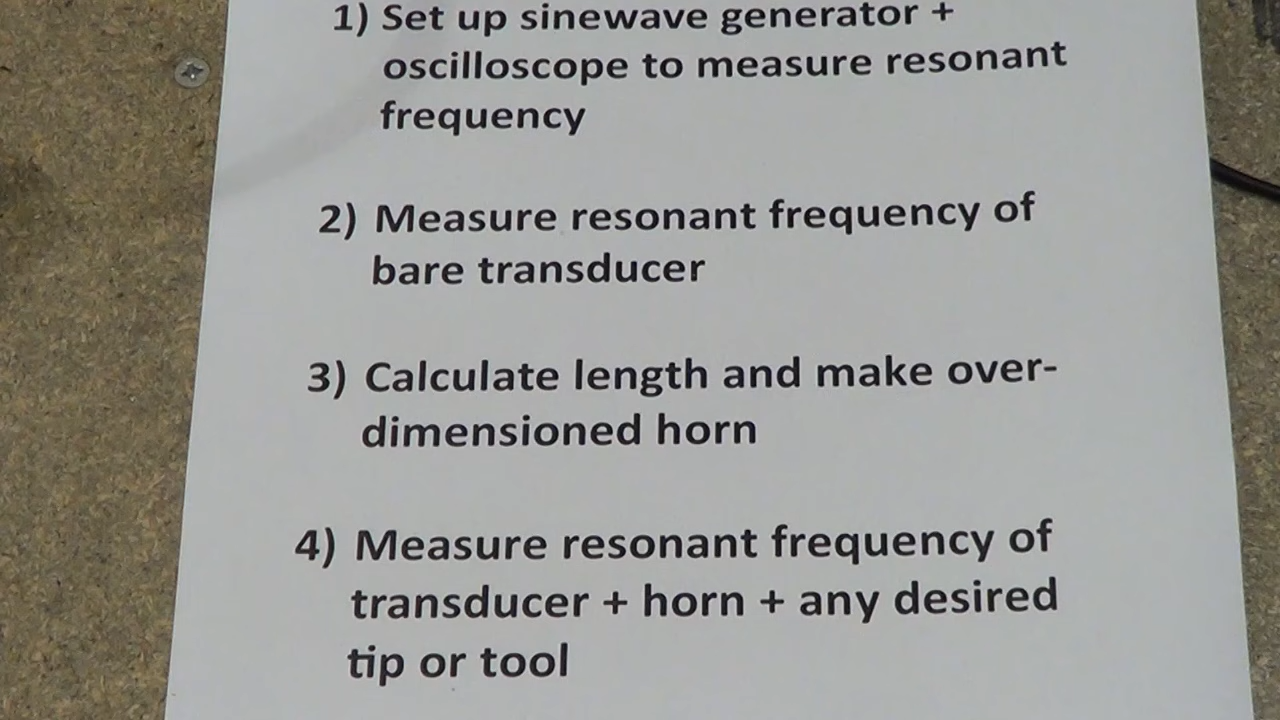 1) Set up sinewave generator +
oscilloscope to measure resonant
frequency
2) Measure resonant frequency of
bare transducer
3) Calculate length and make over-
dimensioned horn
4) Measure resonant frequency of
transducer + horn + any desired
tip or tool